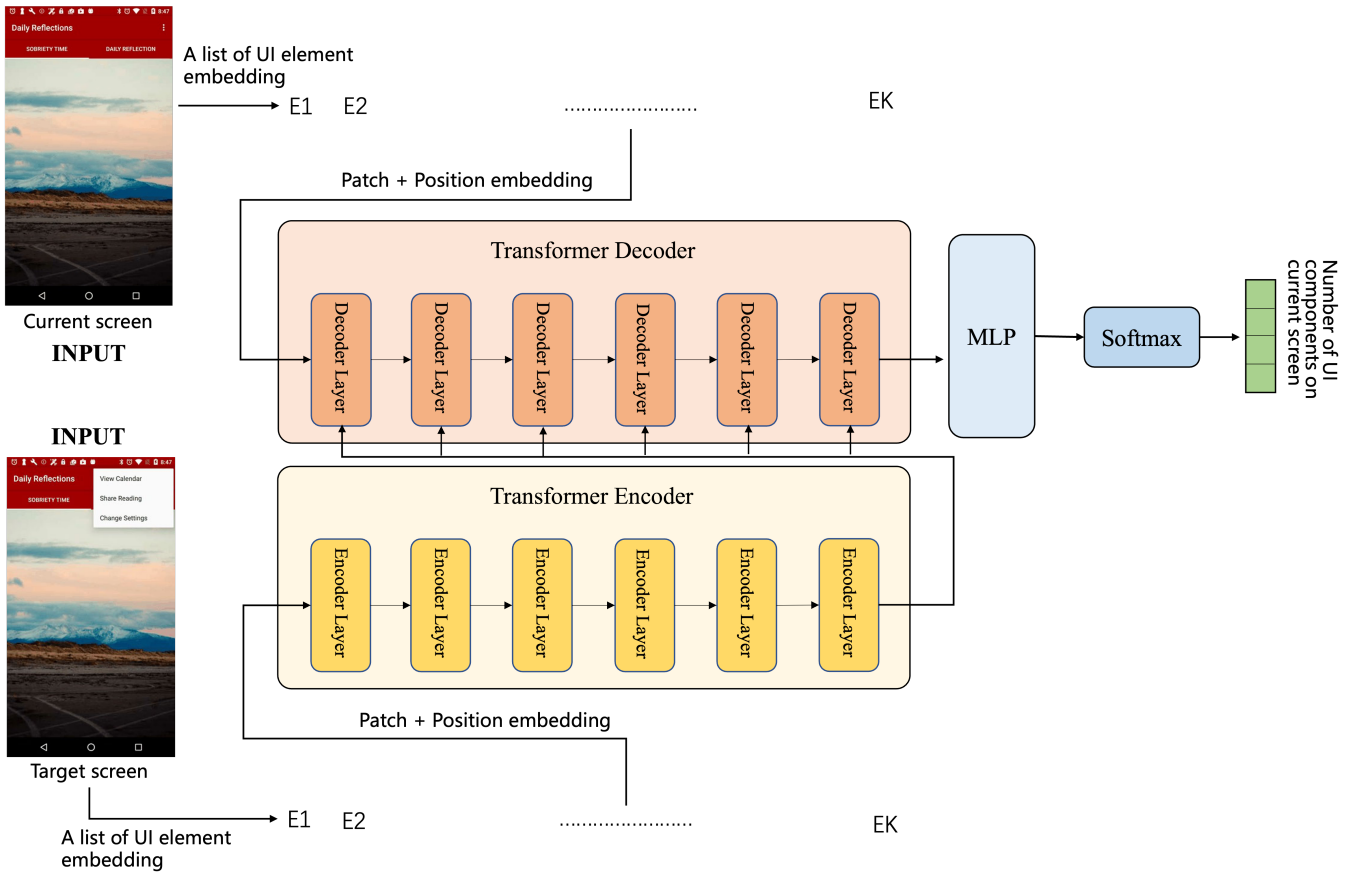 8:47
Daily Reflections
SOBRIETY TIME
DAILY REFLECTION
Current screen
INPUT
A list of UI element
embedding
E1
E2
........................
EK
Patch + Position embedding
Transformer Decoder
Decoder Layer
Decoder Layer
Decoder Layer
Decoder Layer
Decoder Layer
Decoder Layer
MLP
Softmax
Number of UI
components on
current screen
INPUT
8:47
Daily Reflections
SOBRIETY TIME
View Calendar
Share Reading
Change Settings
Target screen
Transformer Encoder
Encoder Layer
Encoder Layer
Encoder Layer
Encoder Layer
Encoder Layer
Encoder Layer
Patch + Position embedding
A list of UI element
embedding
E1
E2
........................
EK